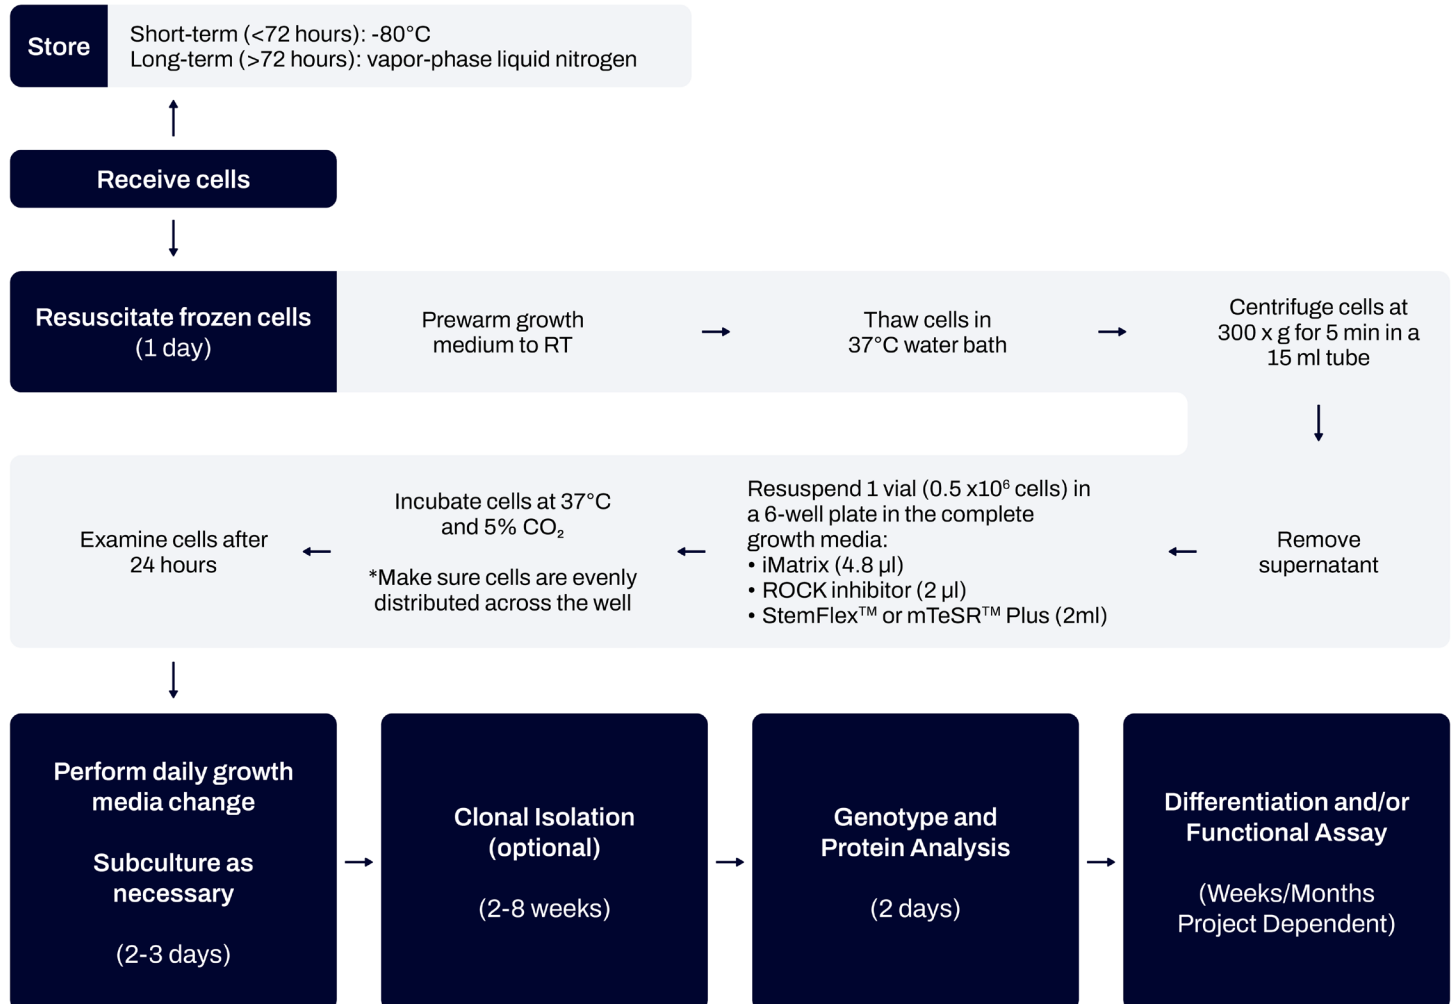 Store
Short-term (<72 hours): -80°C
Long-term (>72 hours): vapor-phase liquid nitrogen
Receive cells
Resuscitate frozen cells
(1 day)
Prewarm growth
medium to RT
Thaw cells in
37°C water bath
Centrifuge cells at
300 x g for 5 min in a
15 ml tube
Remove
supernatant
Resuspend 1 vial (0.5 x10⁶ cells) in
a 6-well plate in the complete
growth media:
• iMatrix (4.8 µl)
• ROCK inhibitor (2 µl)
• StemFlex™ or mTeSR™ Plus (2ml)
Incubate cells at 37°C
and 5% CO₂
*Make sure cells are evenly
distributed across the well
Examine cells after
24 hours
Perform daily growth
media change
Subculture as
necessary
(2-3 days)
Clonal Isolation
(optional)
(2-8 weeks)
Genotype and
Protein Analysis
(2 days)
Differentiation and/or
Functional Assay
(Weeks/Months
Project Dependent)